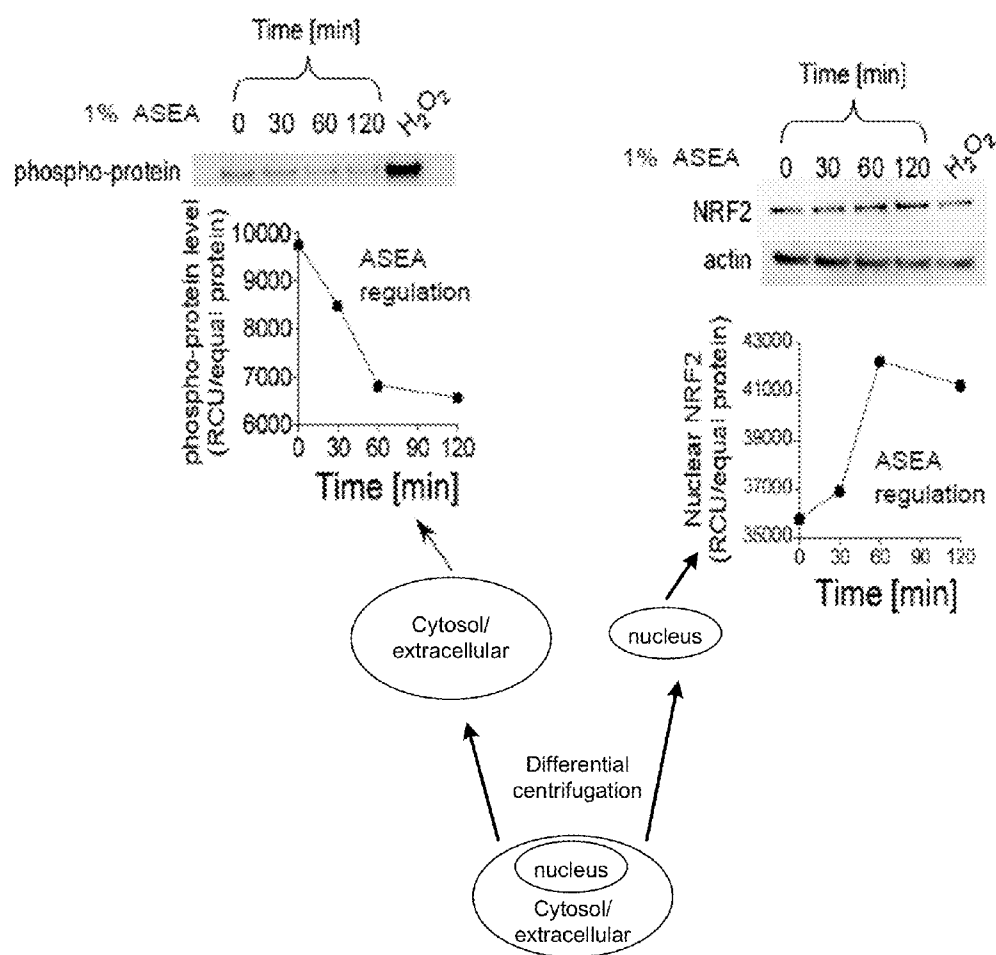 Time [min]
1% ASEA 0 30 60 120 H2O2
phospho-protein
phospho-protein level
(RCU/equal protein)
10000
9000
8000
7000
6000
ASEA
regulation
0 30 60 90 120
Time [min]
Time [min]
1% ASEA 0 30 60 120 H2O2
NRF2
actin
Nuclear NRF2
(RCU/equal protein)
43000
41000
39000
37000
35000
ASEA
regulation
0 30 60 90 120
Time [min]
Cytosol/
extracellular
nucleus
Differential
centrifugation
nucleus
Cytosol/
extracellular